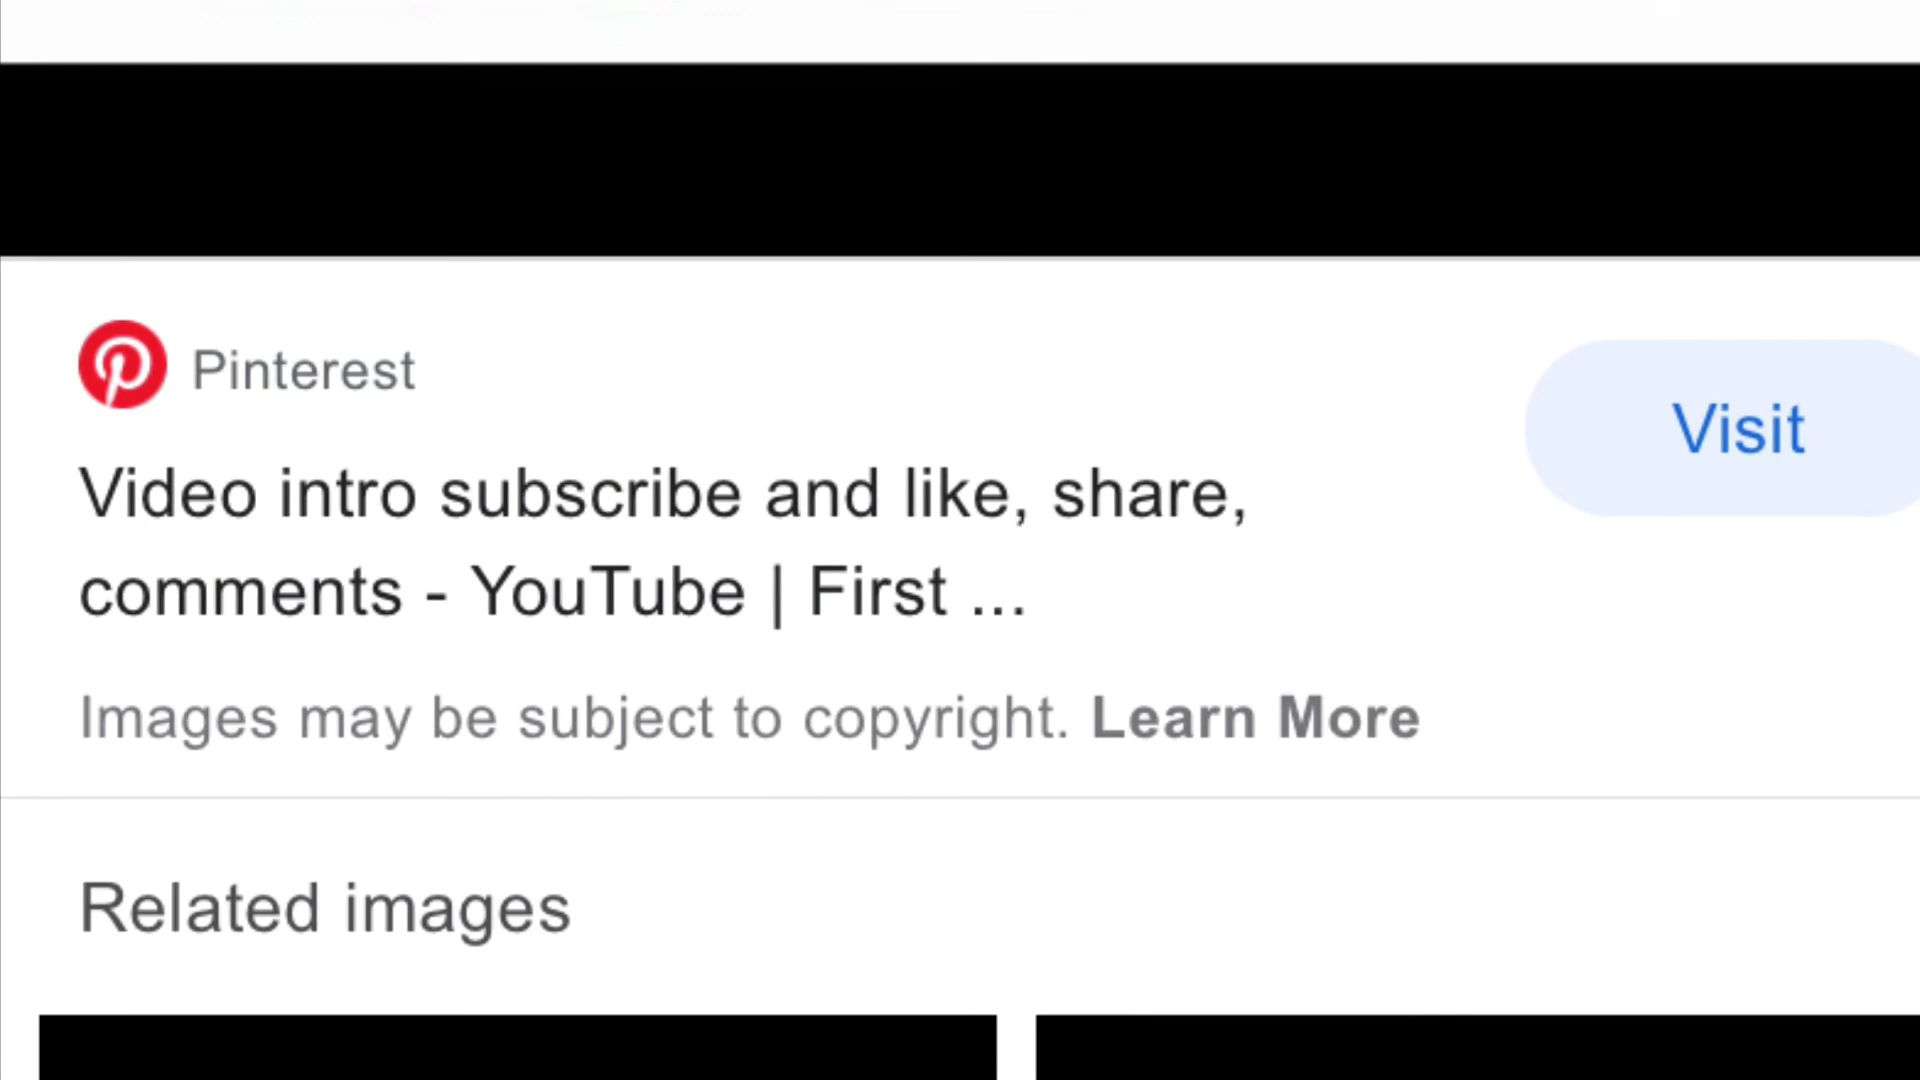 Pinterest
Visit
Video intro subscribe and like, share,
comments - YouTube | First ...
Images may be subject to copyright. Learn More
Related images